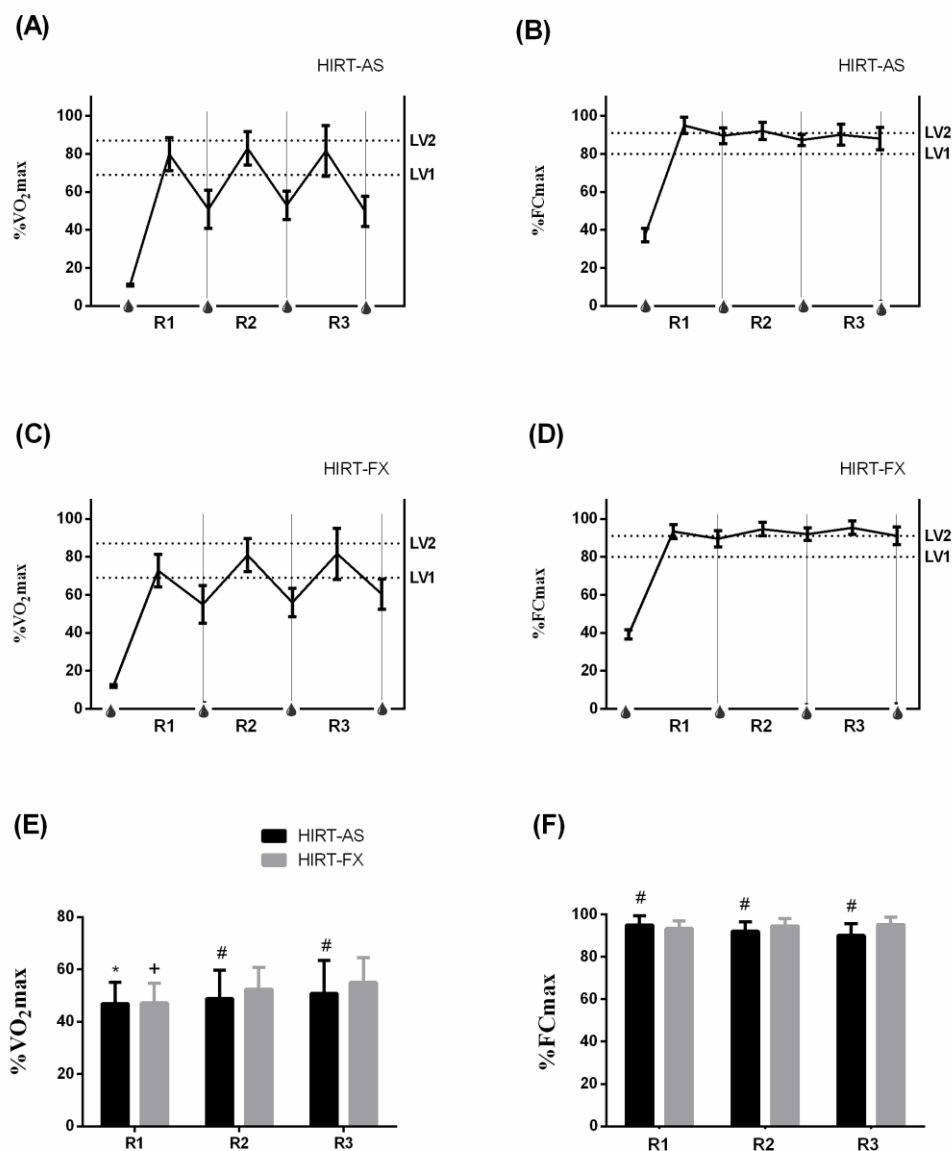 (A)
HIRT-AS
%VO₂max
100
80
60
40
20
0
LV2
LV1
R1 R2 R3
(B)
HIRT-AS
%FCmax
100
80
60
40
20
0
LV2
LV1
R1 R2 R3
(C)
HIRT-FX
%VO₂max
100
80
60
40
20
0
LV2
LV1
R1 R2 R3
(D)
HIRT-FX
%FCmax
100
80
60
40
20
0
LV2
LV1
R1 R2 R3
(E)
HIRT-AS
HIRT-FX
%VO₂max
80
60
40
20
0
* + # #
R1 R2 R3
(F)
%FCmax
100
80
60
40
20
0
# # #
R1 R2 R3